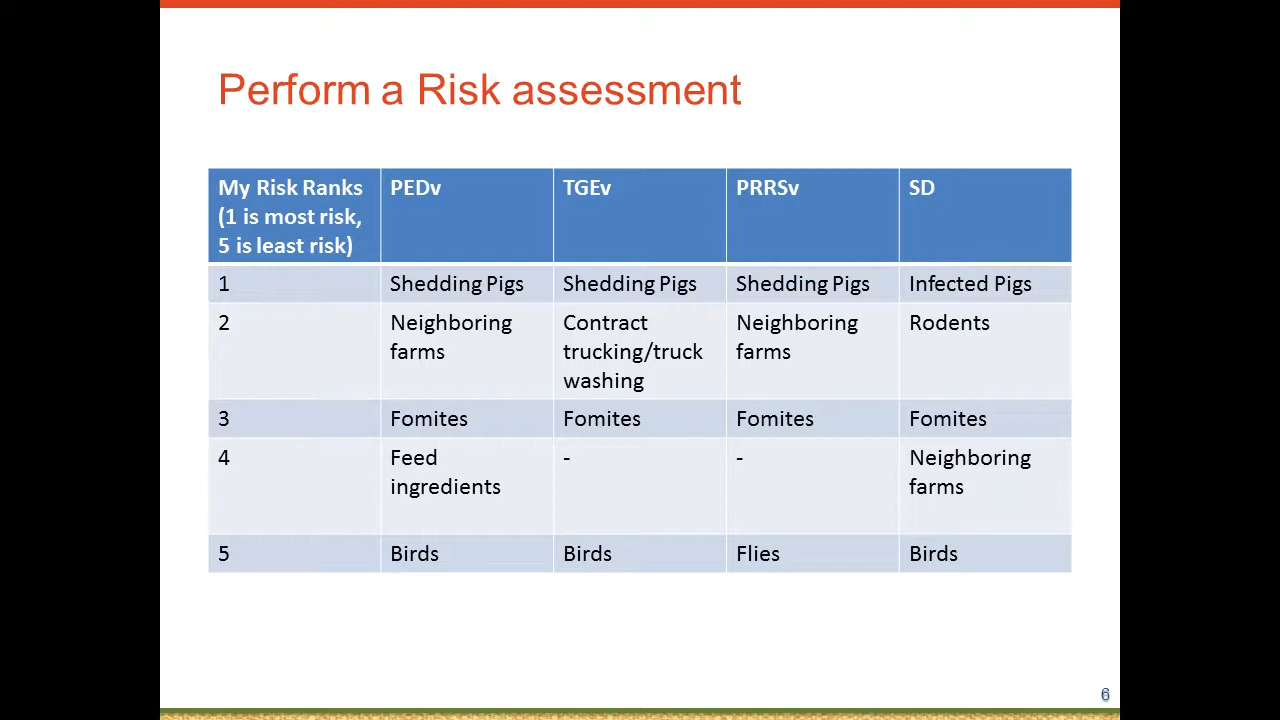 Perform a Risk assessment
My Risk Ranks
(1 is most risk,
5 is least risk)
PEDv
TGEv
PRRSv
SD
1
Shedding Pigs
Shedding Pigs
Shedding Pigs
Infected Pigs
2
Neighboring
farms
Contract
trucking/truck
washing
Neighboring
farms
Rodents
3
Fomites
Fomites
Fomites
Fomites
4
Feed
ingredients
-
-
Neighboring
farms
5
Birds
Birds
Flies
Birds
6